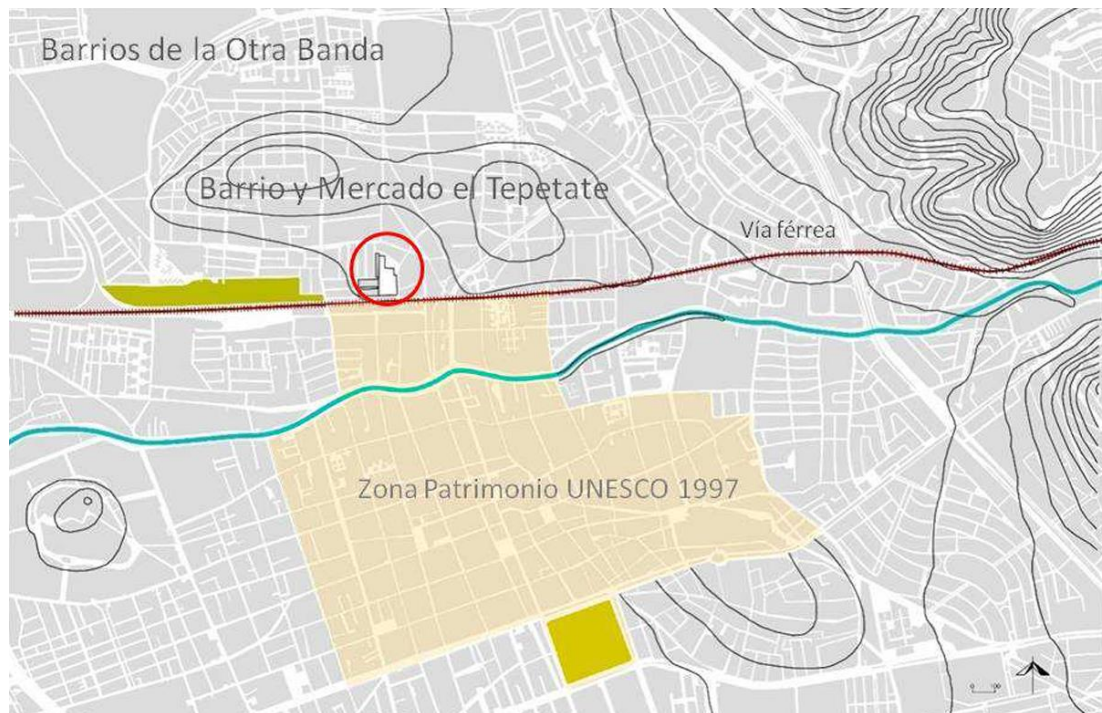 Barrios de la Otra Banda
Barrio y Mercado el Tepetate
Vía férrea
Zona Patrimonio UNESCO 1997